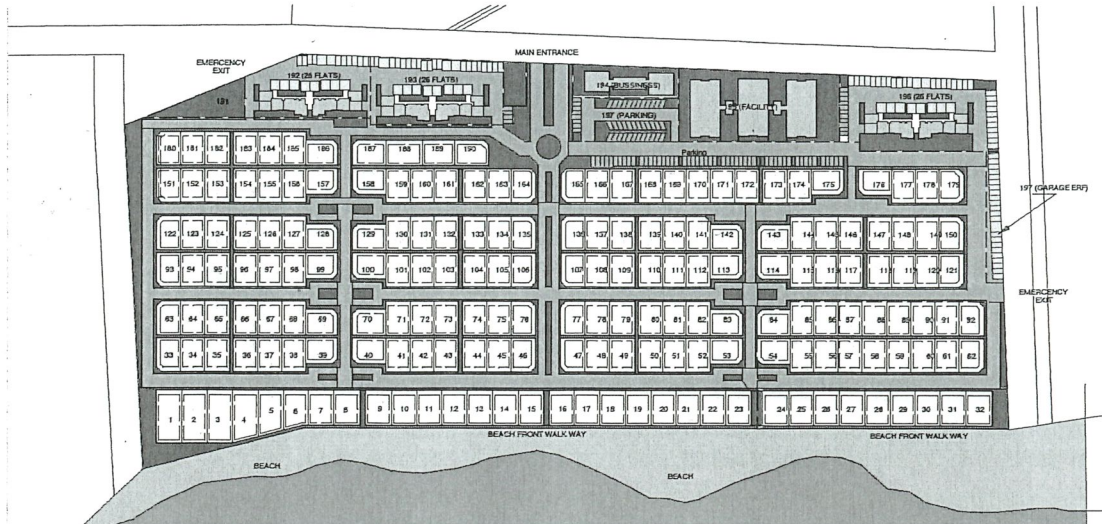 MAIN ENTRANCE
EMERGENCY
EXIT
192 (26 FLATS)
193 (26 FLATS)
194 (BUSSINESS)
197 (PARKING)
196 (26 FLATS)
191
Parking
180 181 182 183 184 185 186 187 188 189 190
151 152 153 154 155 156 157 158 159 160 161 162 163 164 165 166 167 168 169 170 171 172 173 174 175 176 177 178 179
197 (GARAGE ERF)
122 123 124 125 126 127 128 129 130 131 132 133 134 135 136 137 138 139 140 141 142 143 146 147 148 150
93 94 95 96 97 98 99 100 101 102 103 104 105 106 107 108 109 110 111 112 113 114 117 121
EMERGENCY
EXIT
63 64 65 66 67 68 69 70 71 72 73 74 75 76 77 78 79 80 81 82 83 84 85 86 87 88 89 90 91 92
33 34 35 36 37 38 39 40 41 42 43 44 45 46 47 48 49 50 51 52 53 54 55 56 57 58 59 60 61 62
1 2 3 4 5 6 7 8 9 10 11 12 13 14 15 16 17 18 19 20 21 22 23 24 25 26 27 28 29 30 31 32
BEACH FRONT WALK WAY
BEACH FRONT WALK WAY
BEACH
BEACH